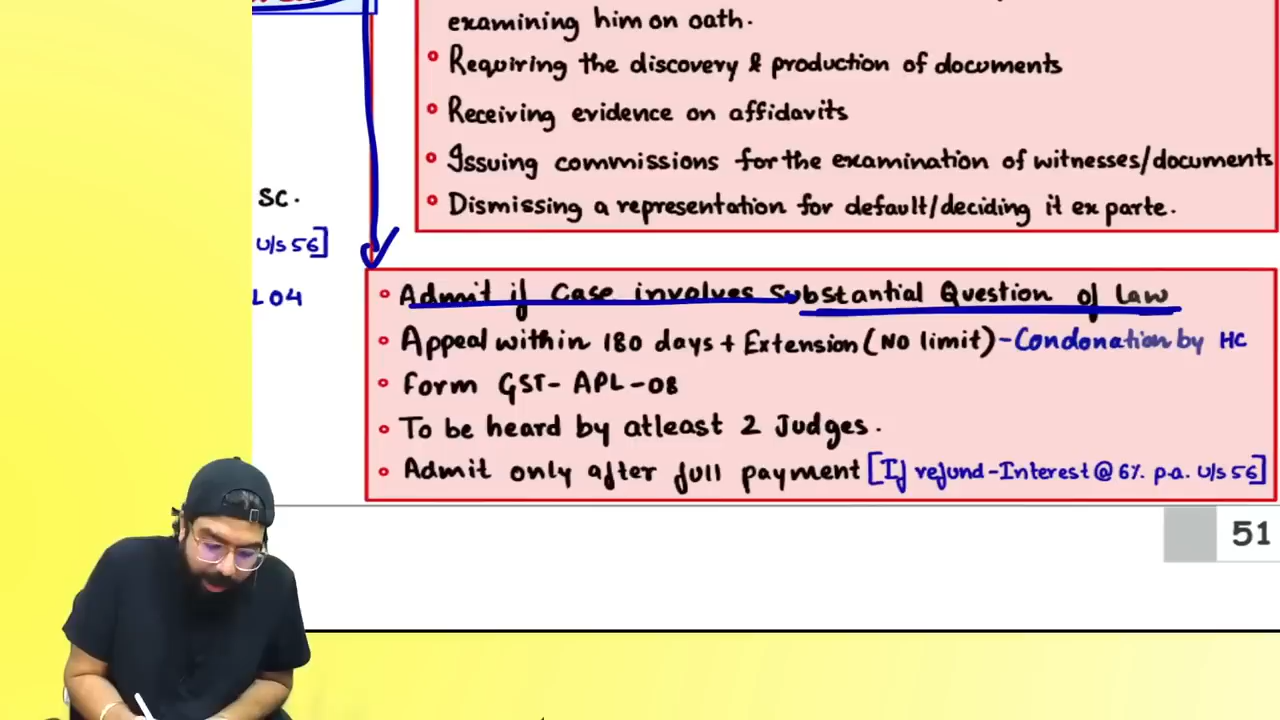 examining him on oath.
Requiring the discovery & production of documents
Receiving evidence on affidavits
Issuing commissions for the examination of witnesses/documents
Dismissing a representation for default/deciding it ex parte.
SC.
U/s 56]
L 04
Admit if Case involves Substantial Question of Law
Appeal within 180 days + Extension (No limit) - Condonation by HC
Form GST- APL-08
To be heard by atleast 2 Judges.
Admit only after full payment [If refund-Interest @ 6% p.a. U/s 56]
51